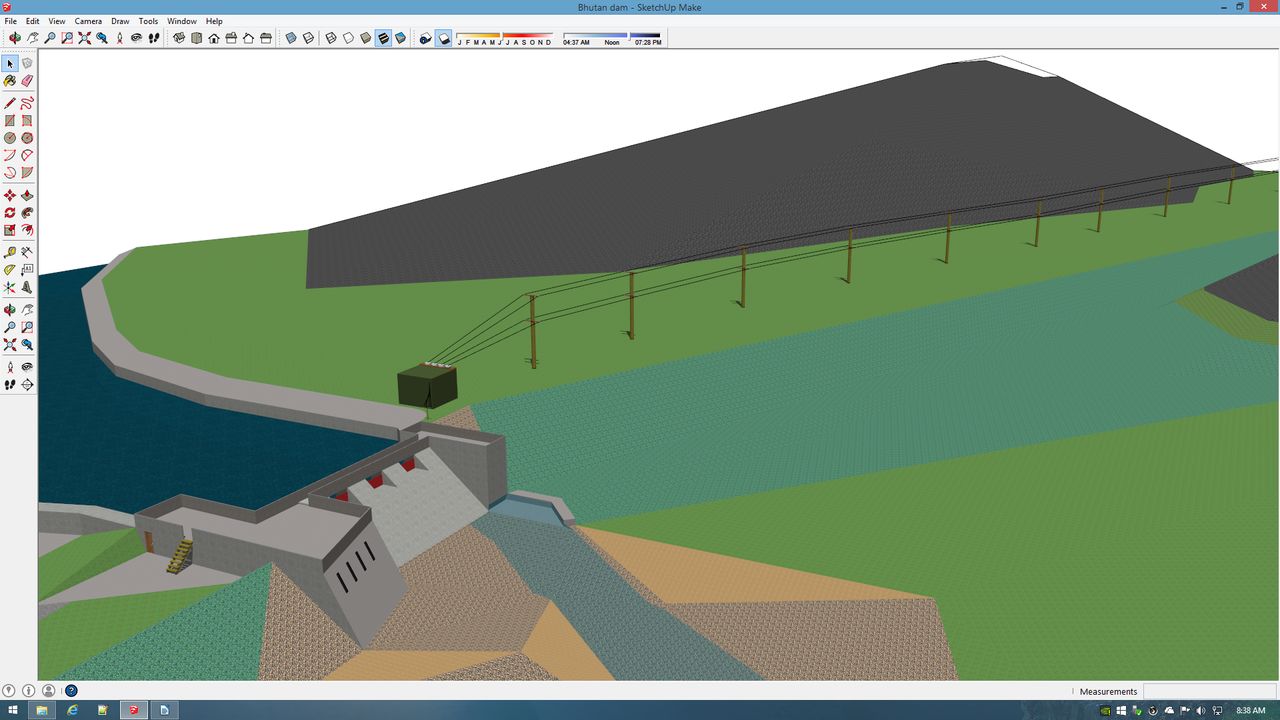 Bhutan dam - SketchUp Make
File Edit View Camera Draw Tools Window Help
J F M A M J J A S O N D 04:37 AM Noon 07:28 PM
A1
Measurements
8:38 AM